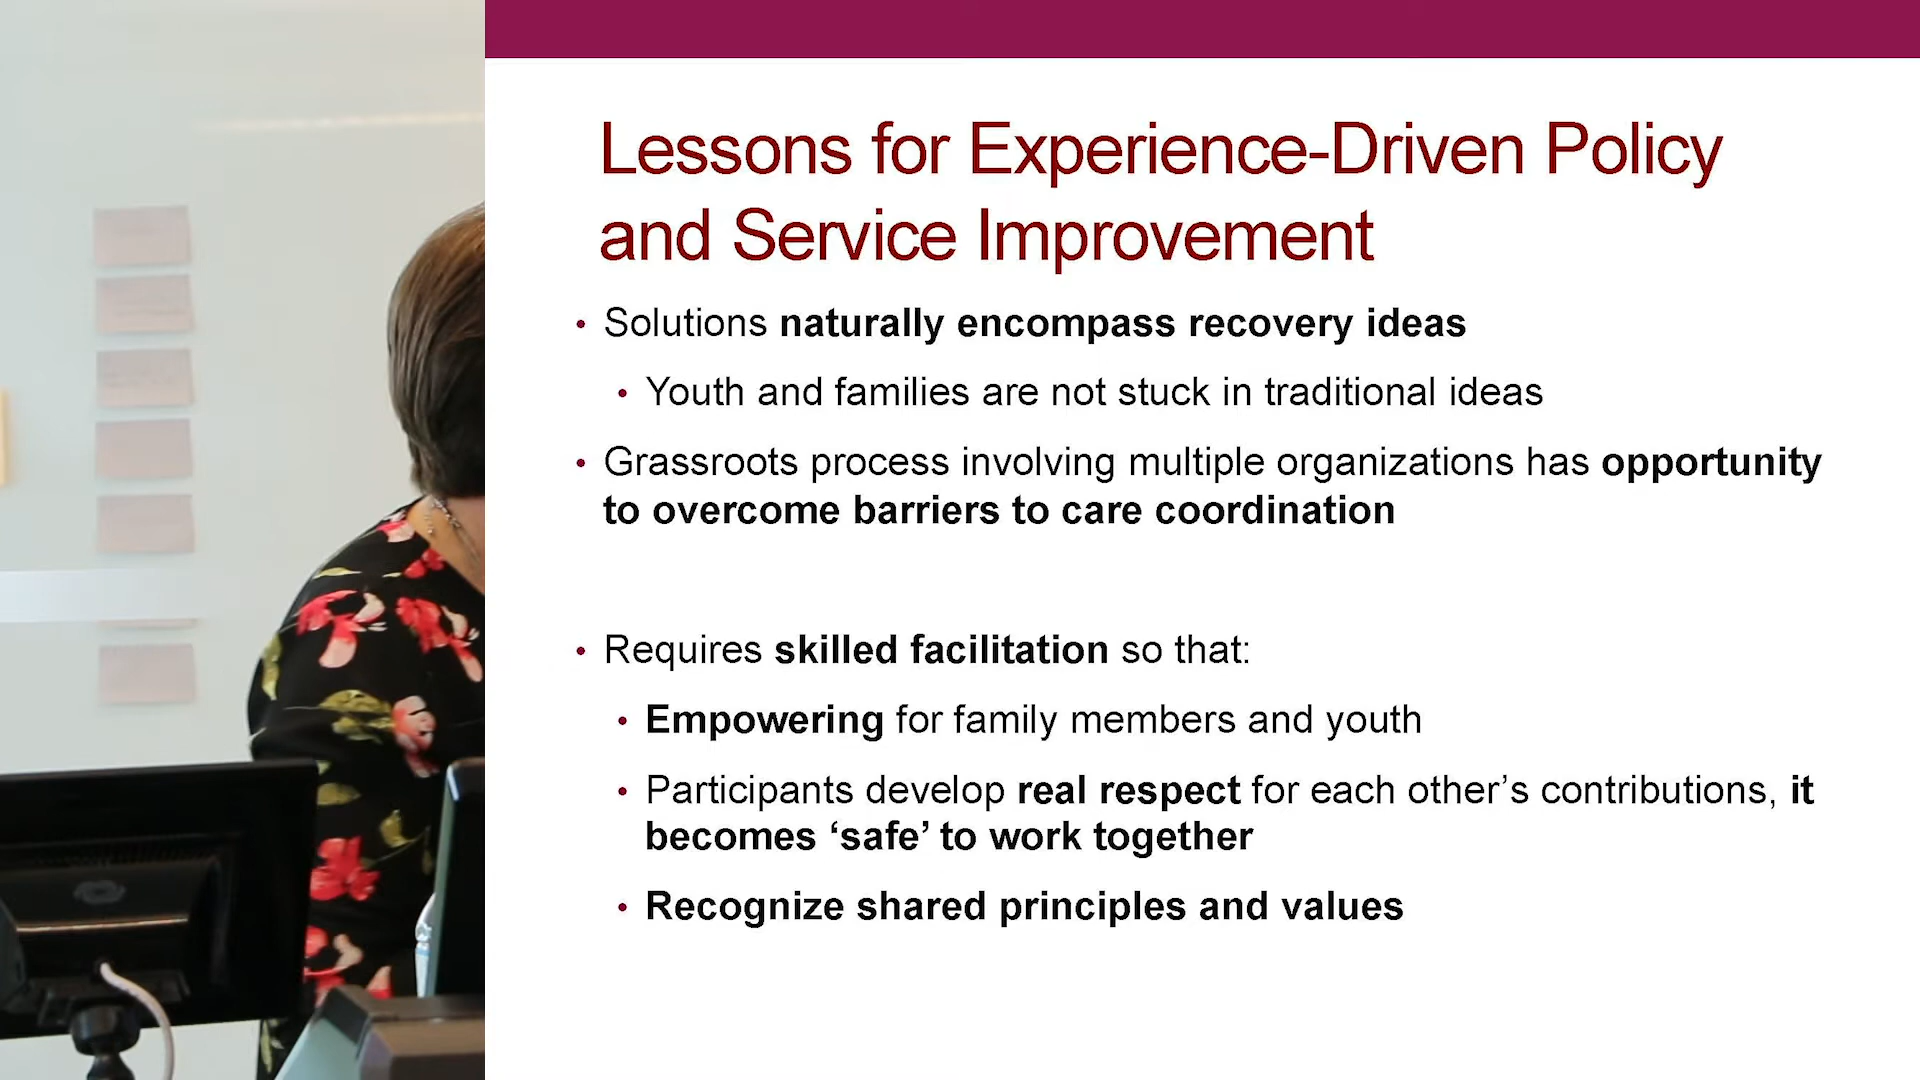 Lessons for Experience-Driven Policy
and Service Improvement
• Solutions naturally encompass recovery ideas
• Youth and families are not stuck in traditional ideas
• Grassroots process involving multiple organizations has opportunity
to overcome barriers to care coordination
• Requires skilled facilitation so that:
• Empowering for family members and youth
• Participants develop real respect for each other’s contributions, it
becomes ‘safe’ to work together
• Recognize shared principles and values